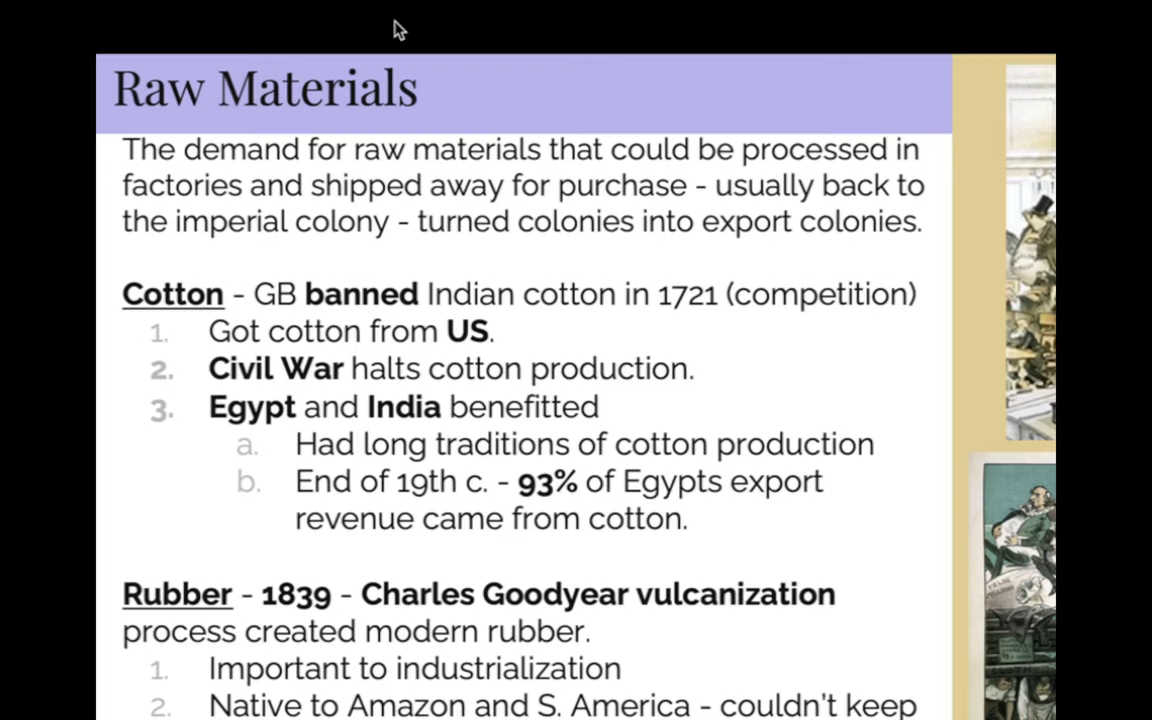 Raw Materials
The demand for raw materials that could be processed in
factories and shipped away for purchase - usually back to
the imperial colony - turned colonies into export colonies.
Cotton - GB banned Indian cotton in 1721 (competition)
1. Got cotton from US.
2. Civil War halts cotton production.
3. Egypt and India benefitted
a. Had long traditions of cotton production
b. End of 19th c. - 93% of Egypts export
revenue came from cotton.
Rubber - 1839 - Charles Goodyear vulcanization
process created modern rubber.
1. Important to industrialization
2. Native to Amazon and S. America - couldn't keep